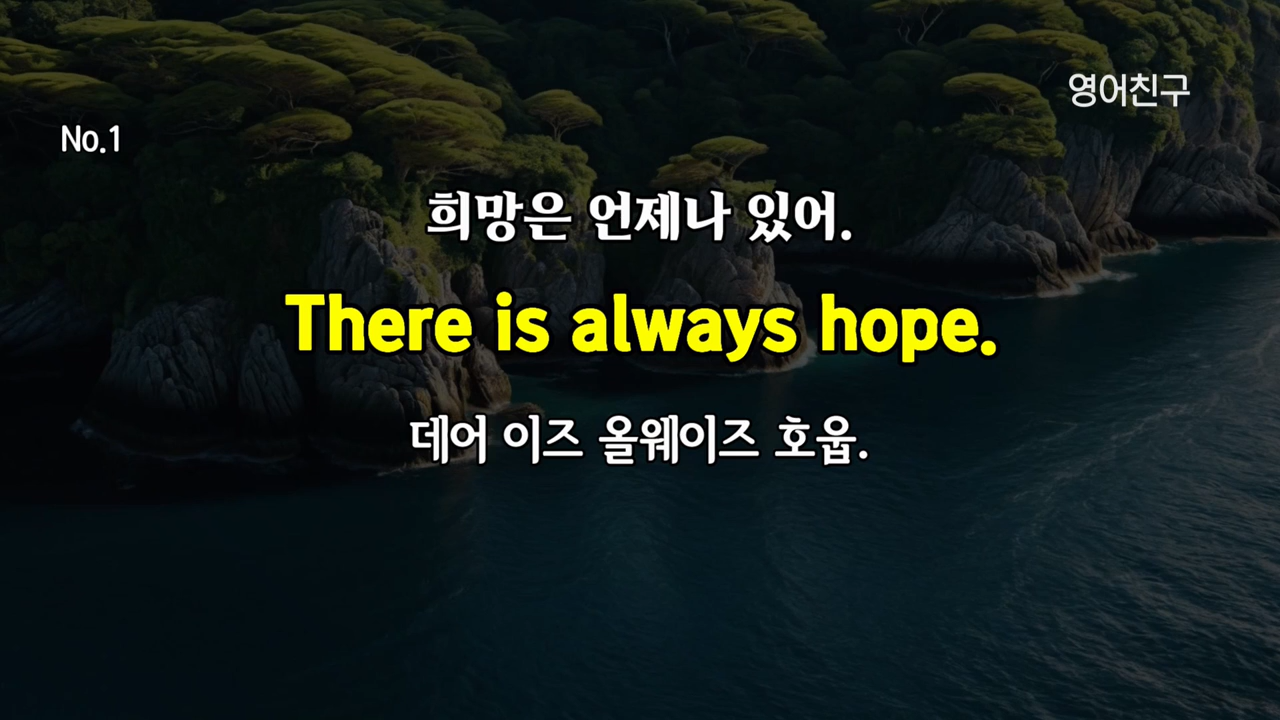 영어친구
No.1
희망은 언제나 있어.
There is always hope.
데어 이즈 올웨이즈 호웁.